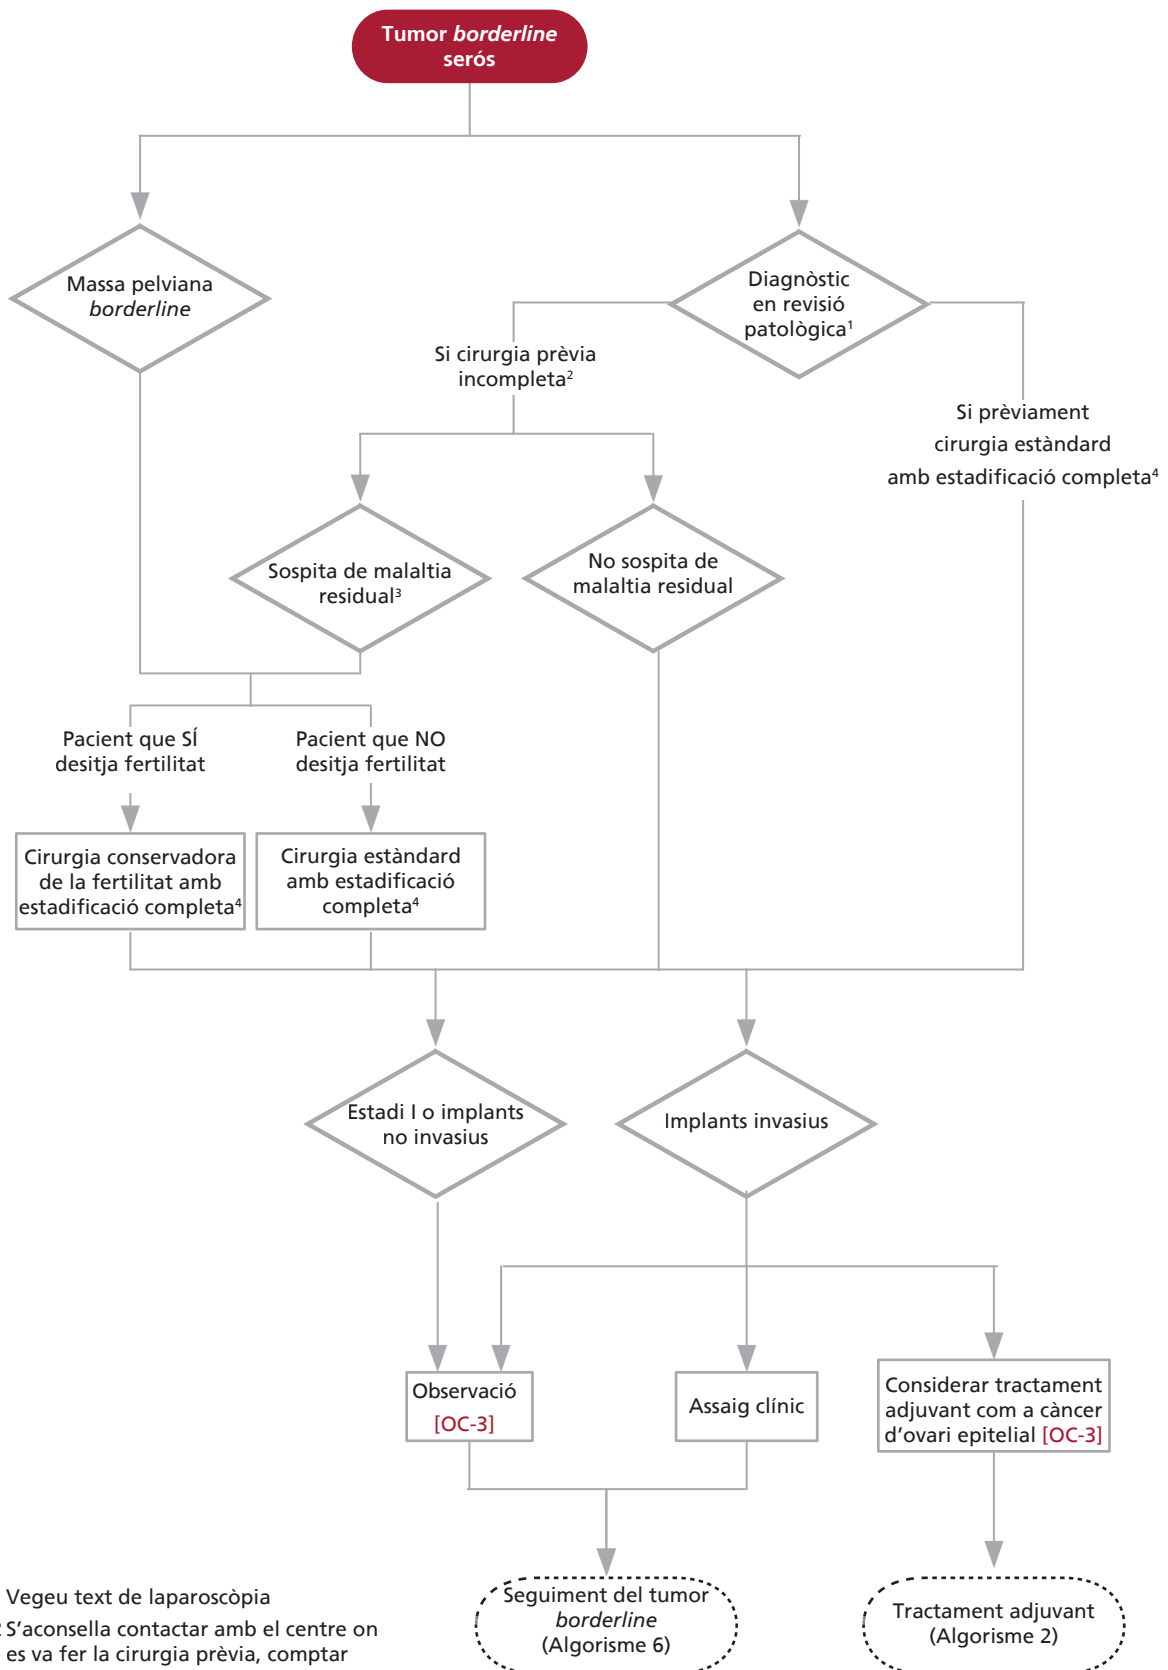 Tumor borderline
serós
Massa pelviana
borderline
Diagnòstic
en revisió
patològica¹
Si cirurgia prèvia
incompleta²
Si prèviament
cirurgia estàndard
amb estadificació completa⁴
Sospita de malaltia
residual³
No sospita de
malaltia residual
Pacient que SÍ
desitja fertilitat
Pacient que NO
desitja fertilitat
Cirurgia conservadora
de la fertilitat amb
estadificació completa⁴
Cirurgia estàndard
amb estadificació
completa⁴
Estadi I o implants
no invasius
Implants invasius
Observació
[OC-3]
Assaig clínic
Considerar tractament
adjuvant com a càncer
d’ovari epitelial [OC-3]
Seguiment del tumor
borderline
(Algorisme 6)
Tractament adjuvant
(Algorisme 2)
Vegeu text de laparoscòpia
2 S’aconsella contactar amb el centre on
es va fer la cirurgia prèvia, comptar